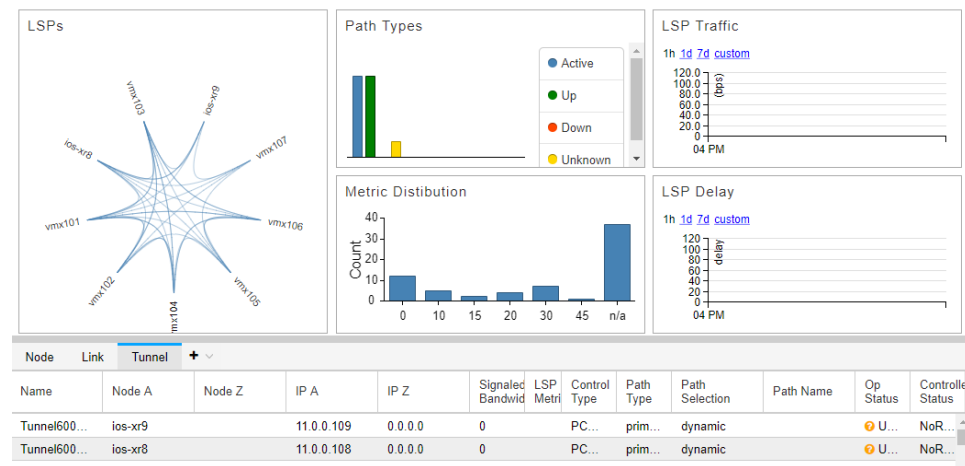 LSPs
vmx103
ios-xr9
ios-xr8
vmx107
vmx101
vmx106
vmx102
vmx105
mx104
Path Types
Active
Up
Down
Unknown
LSP Traffic
1h 1d 7d custom
120.0
100.0
80.0
60.0
40.0
20.0
0
(bps)
04 PM
Metric Distibution
Count
40
30
20
10
0
0 10 15 20 30 45 n/a
LSP Delay
1h 1d 7d custom
120
100
80
60
40
20
0
delay
04 PM
Node Link Tunnel +
Name Node A Node Z IP A IP Z Signaled Bandwid LSP Metri Control Type Path Type Path Selection Path Name Op Status Controlle Status
Tunnel600... ios-xr9 11.0.0.109 0.0.0.0 0 PC... prim... dynamic U... NoR...
Tunnel600... ios-xr8 11.0.0.108 0.0.0.0 0 PC... prim... dynamic U... NoR...